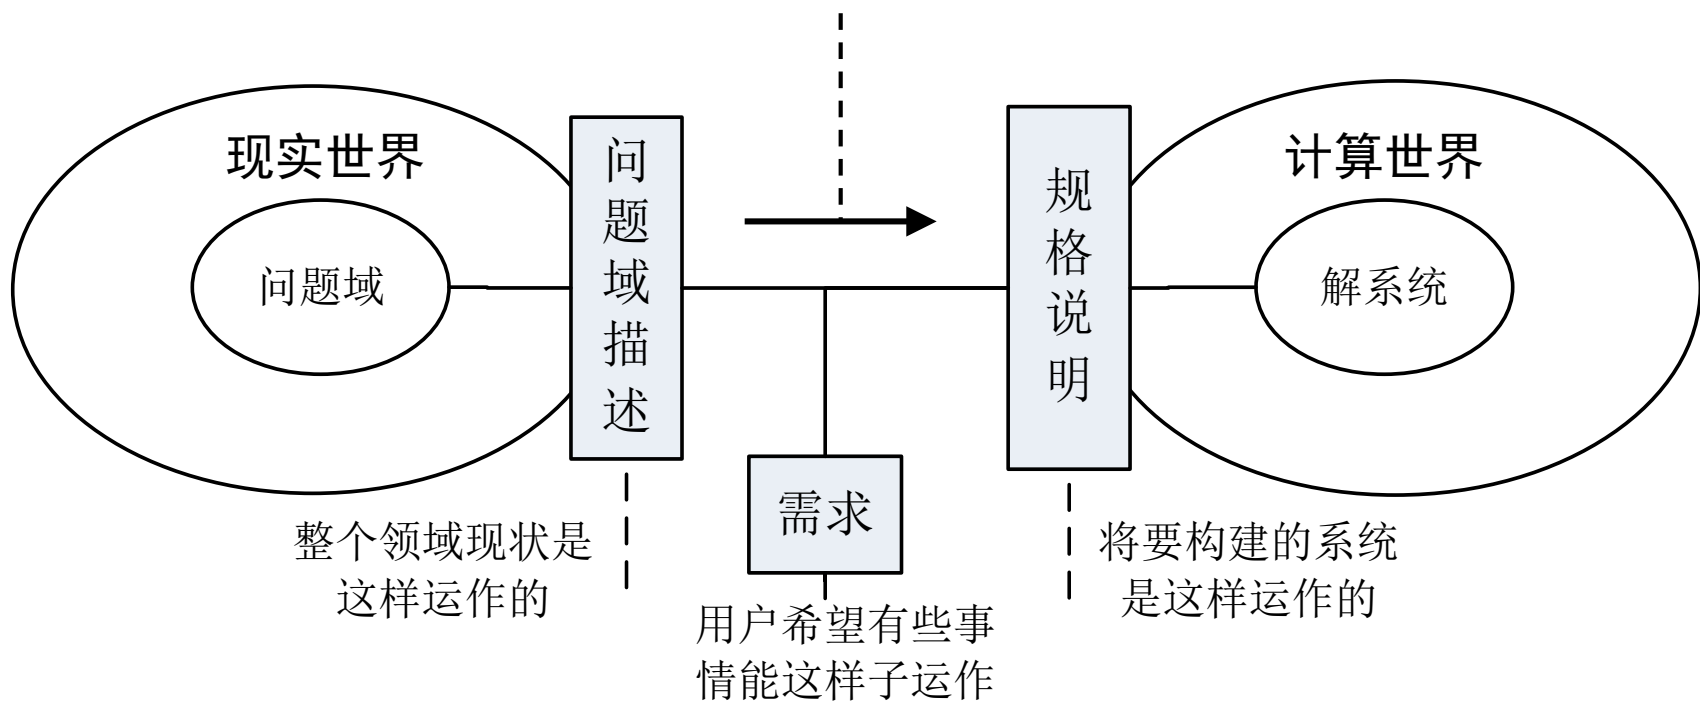 现实世界
问题域
问题域描述
需求
规格说明
计算世界
解系统
整个领域现状是
这样运作的
用户希望有些事
情能这样子运作
将要构建的系统
是这样运作的